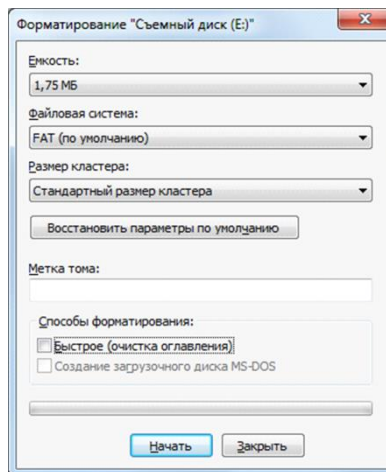 Форматирование "Съемный диск (E:)"
Емкость:
1,75 МБ
Файловая система:
FAT (по умолчанию)
Размер кластера:
Стандартный размер кластера
Восстановить параметры по умолчанию
Метка тома:
Способы форматирования:
Быстрое (очистка оглавления)
Создание загрузочного диска MS-DOS
Начать Закрыть